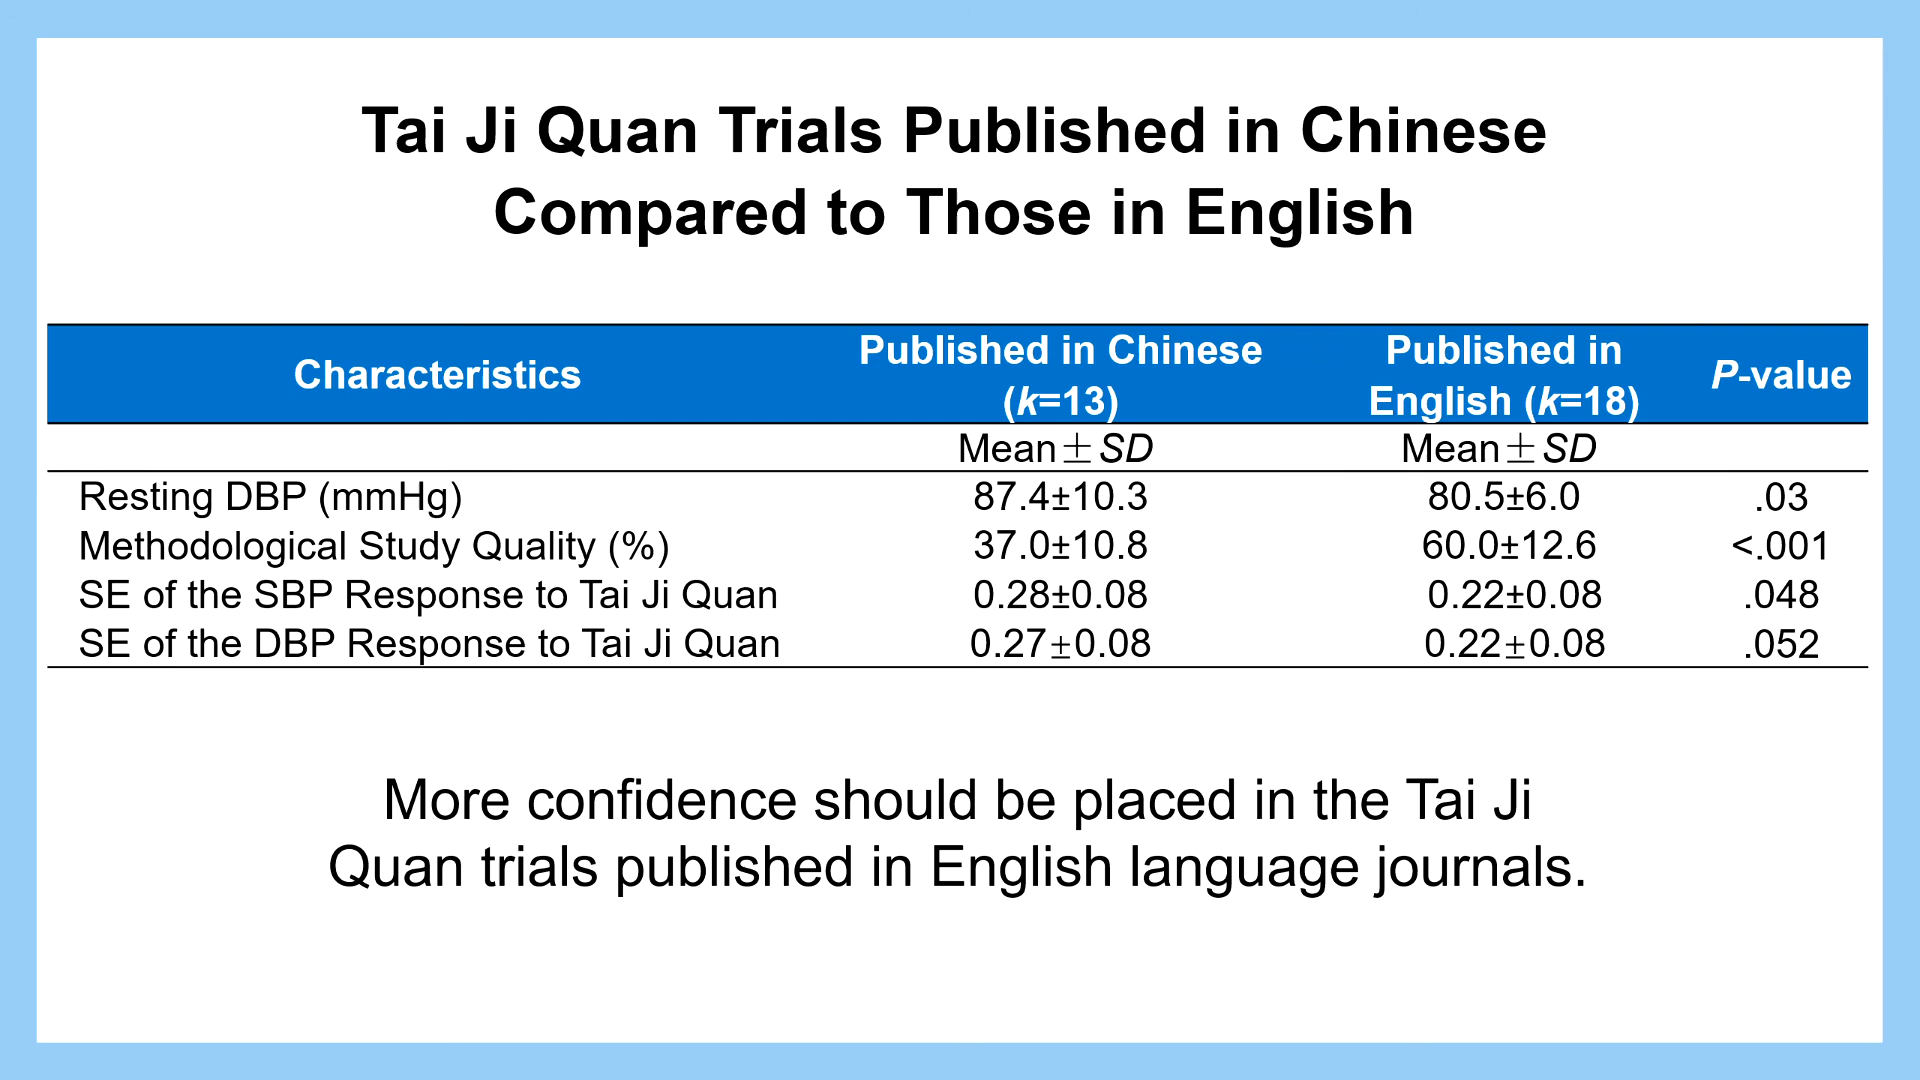 Tai Ji Quan Trials Published in Chinese
Compared to Those in English
Characteristics
Published in Chinese
(k=13)
Published in
English (k=18)
P-value
Mean±SD Mean±SD
Resting DBP (mmHg) 87.4±10.3 80.5±6.0 .03
Methodological Study Quality (%) 37.0±10.8 60.0±12.6 <.001
SE of the SBP Response to Tai Ji Quan 0.28±0.08 0.22±0.08 .048
SE of the DBP Response to Tai Ji Quan 0.27±0.08 0.22±0.08 .052
More confidence should be placed in the Tai Ji
Quan trials published in English language journals.